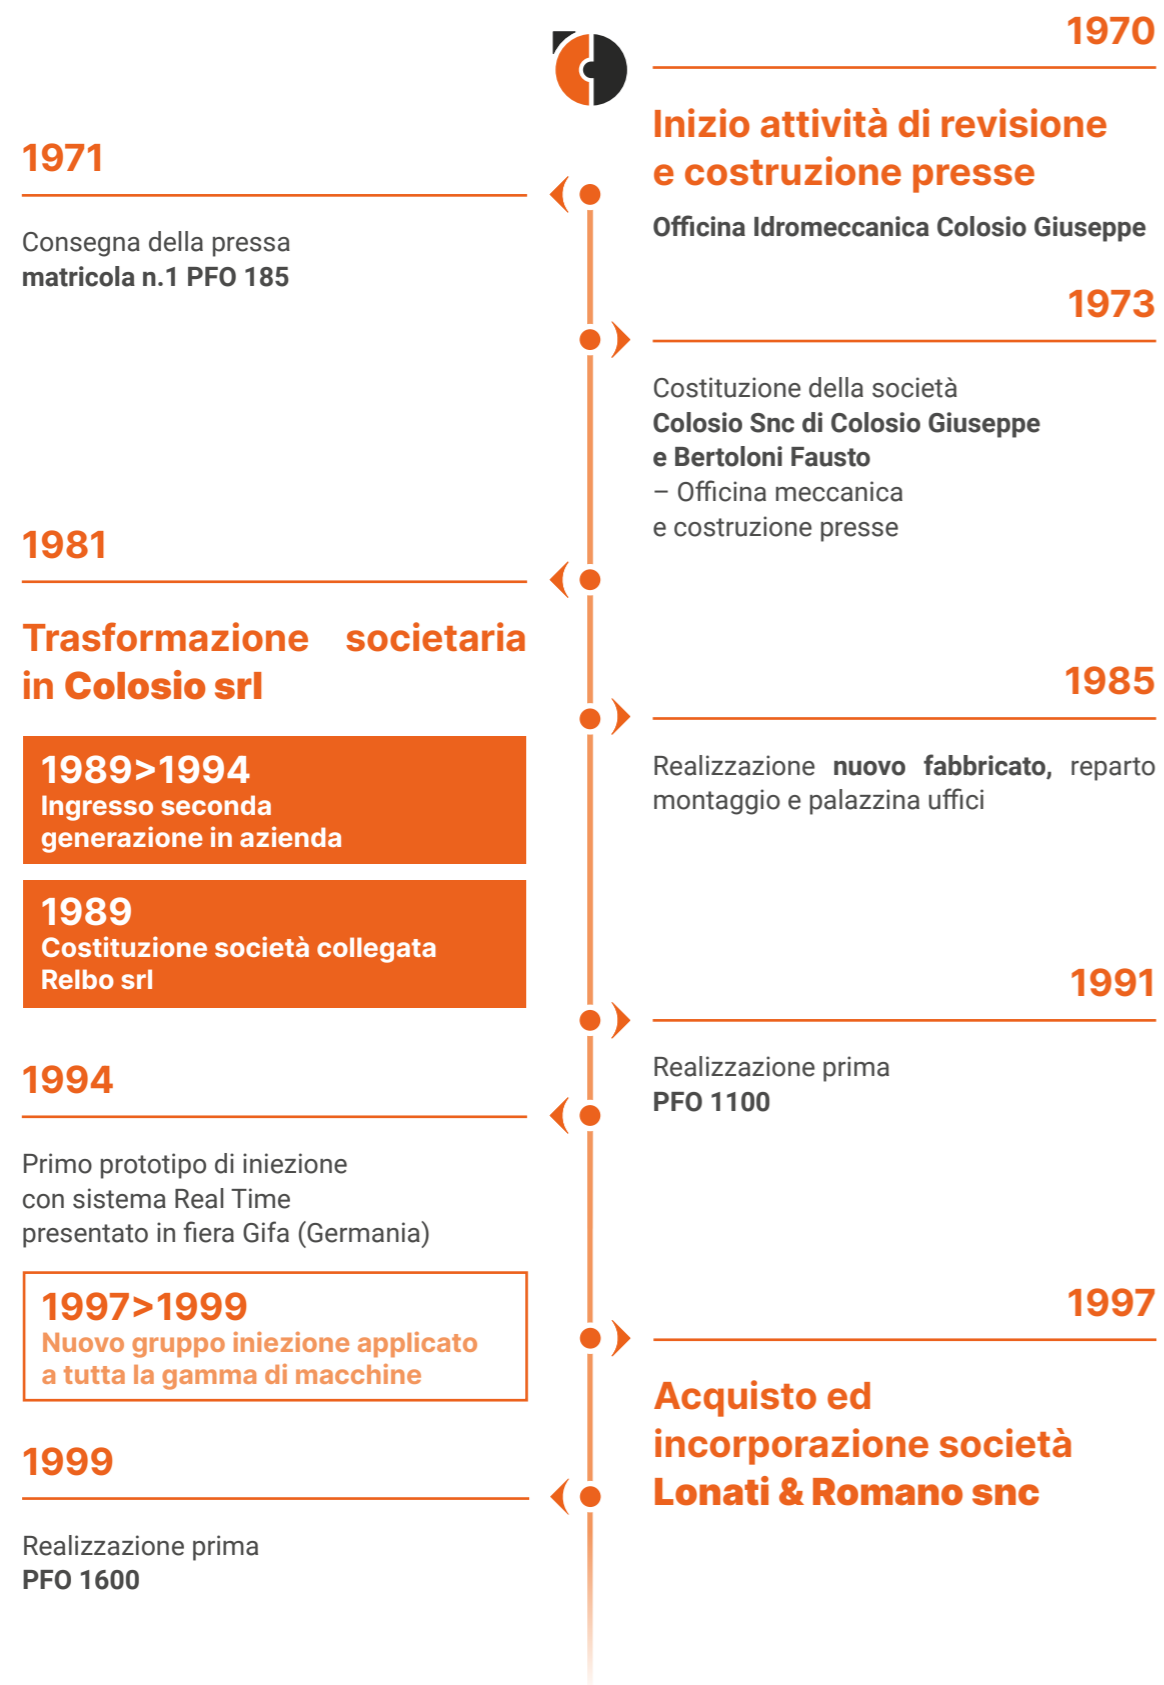 1970
Inizio attività di revisione
e costruzione presse
Officina Idromeccanica Colosio Giuseppe
1971
Consegna della pressa
matricola n.1 PFO 185
1973
Costituzione della società
Colosio Snc di Colosio Giuseppe
e Bertoloni Fausto
– Officina meccanica
e costruzione presse
1981
Trasformazione societaria
in Colosio srl
1985
Realizzazione nuovo fabbricato, reparto
montaggio e palazzina uffici
1989>1994
Ingresso seconda
generazione in azienda
1989
Costituzione società collegata
Relbo srl
1991
Realizzazione prima
PFO 1100
1994
Primo prototipo di iniezione
con sistema Real Time
presentato in fiera Gifa (Germania)
1997>1999
Nuovo gruppo iniezione applicato
a tutta la gamma di macchine
1997
Acquisto ed
incorporazione società
Lonati & Romano snc
1999
Realizzazione prima
PFO 1600